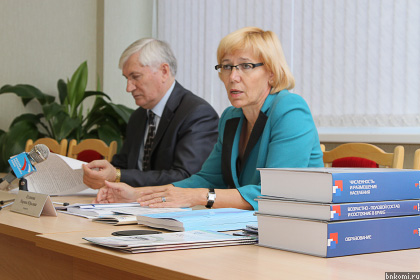 ЧИСЛЕННОСТЬ
И РАЗМЕЩЕНИЕ
НАСЕЛЕНИЯ
ВОЗРАСТНО - ПОЛОВОЙ СОСТАВ
И СОСТОЯНИЕ В БРАКЕ
ОБРАЗОВАНИЕ
bnkomi.ru